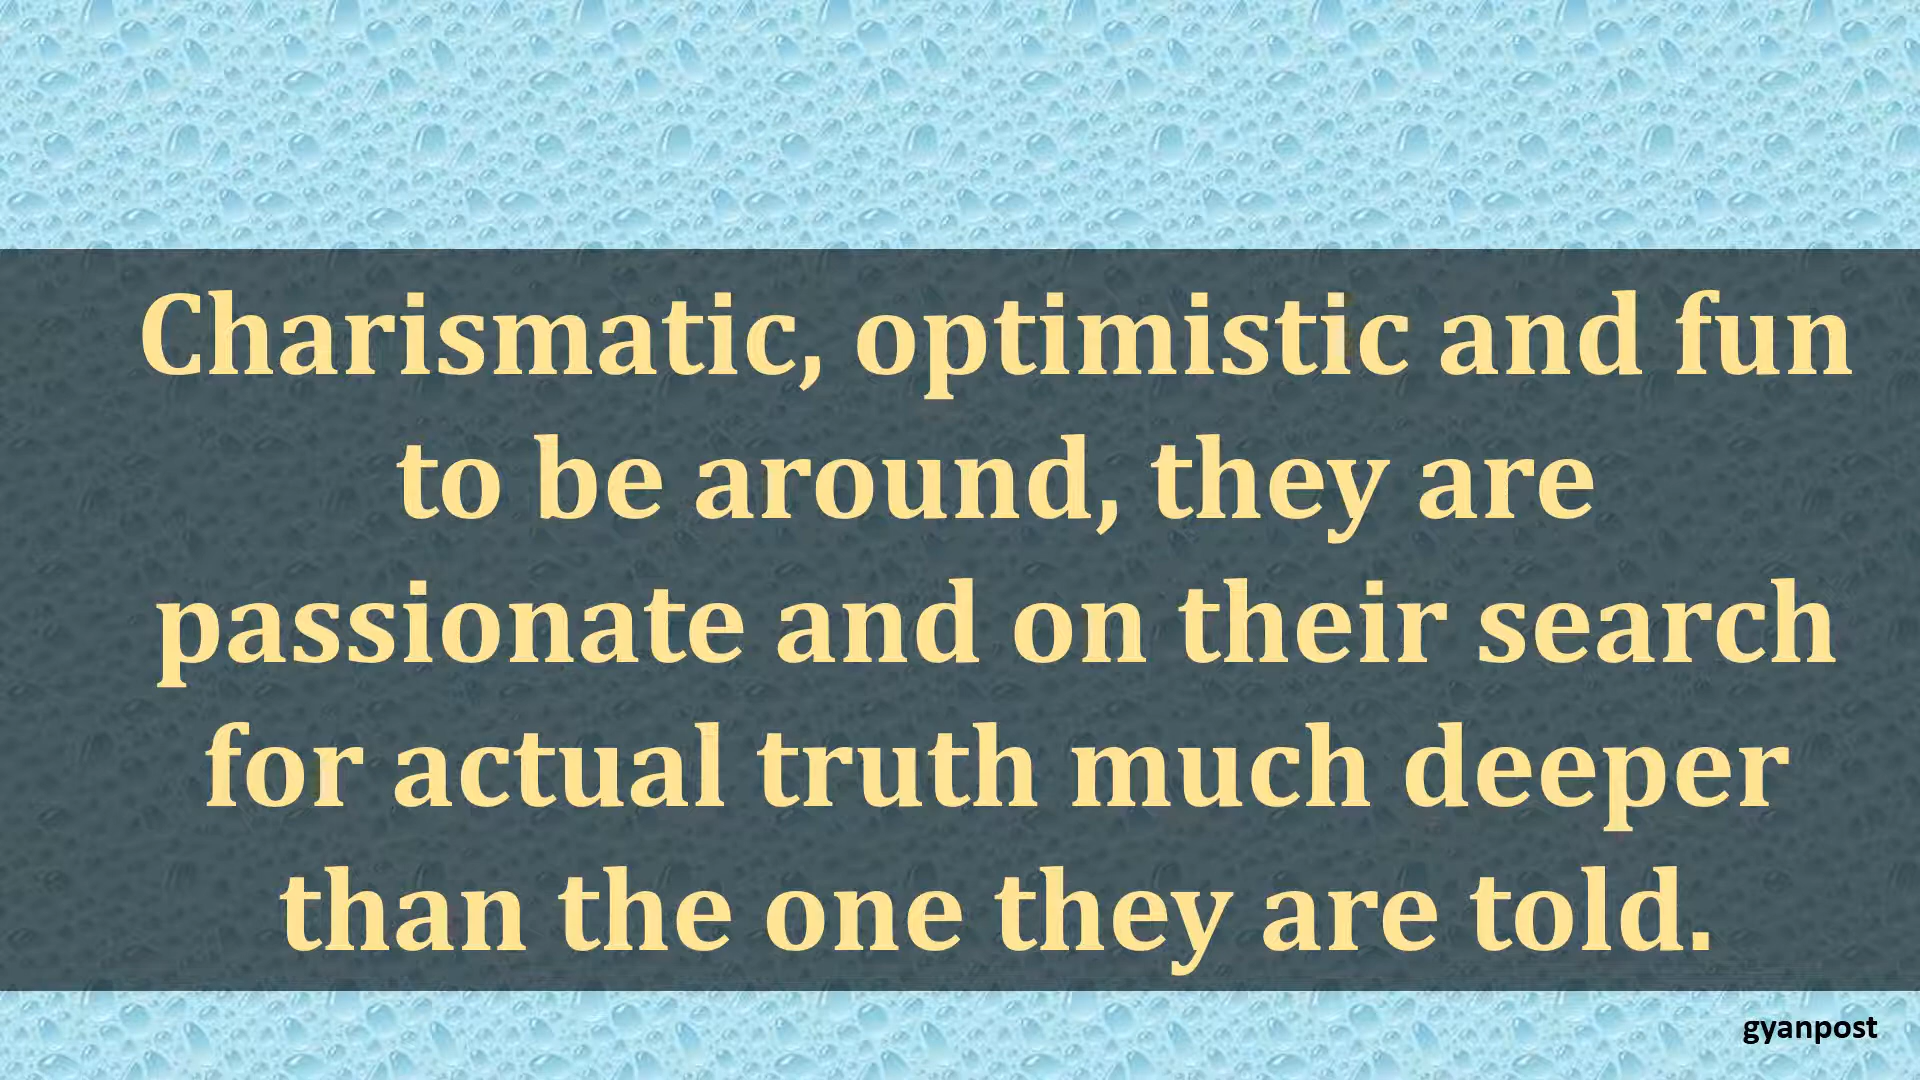 Charismatic, optimistic and fun
to be around, they are
passionate and on their search
for actual truth much deeper
than the one they are told.
gyanpost